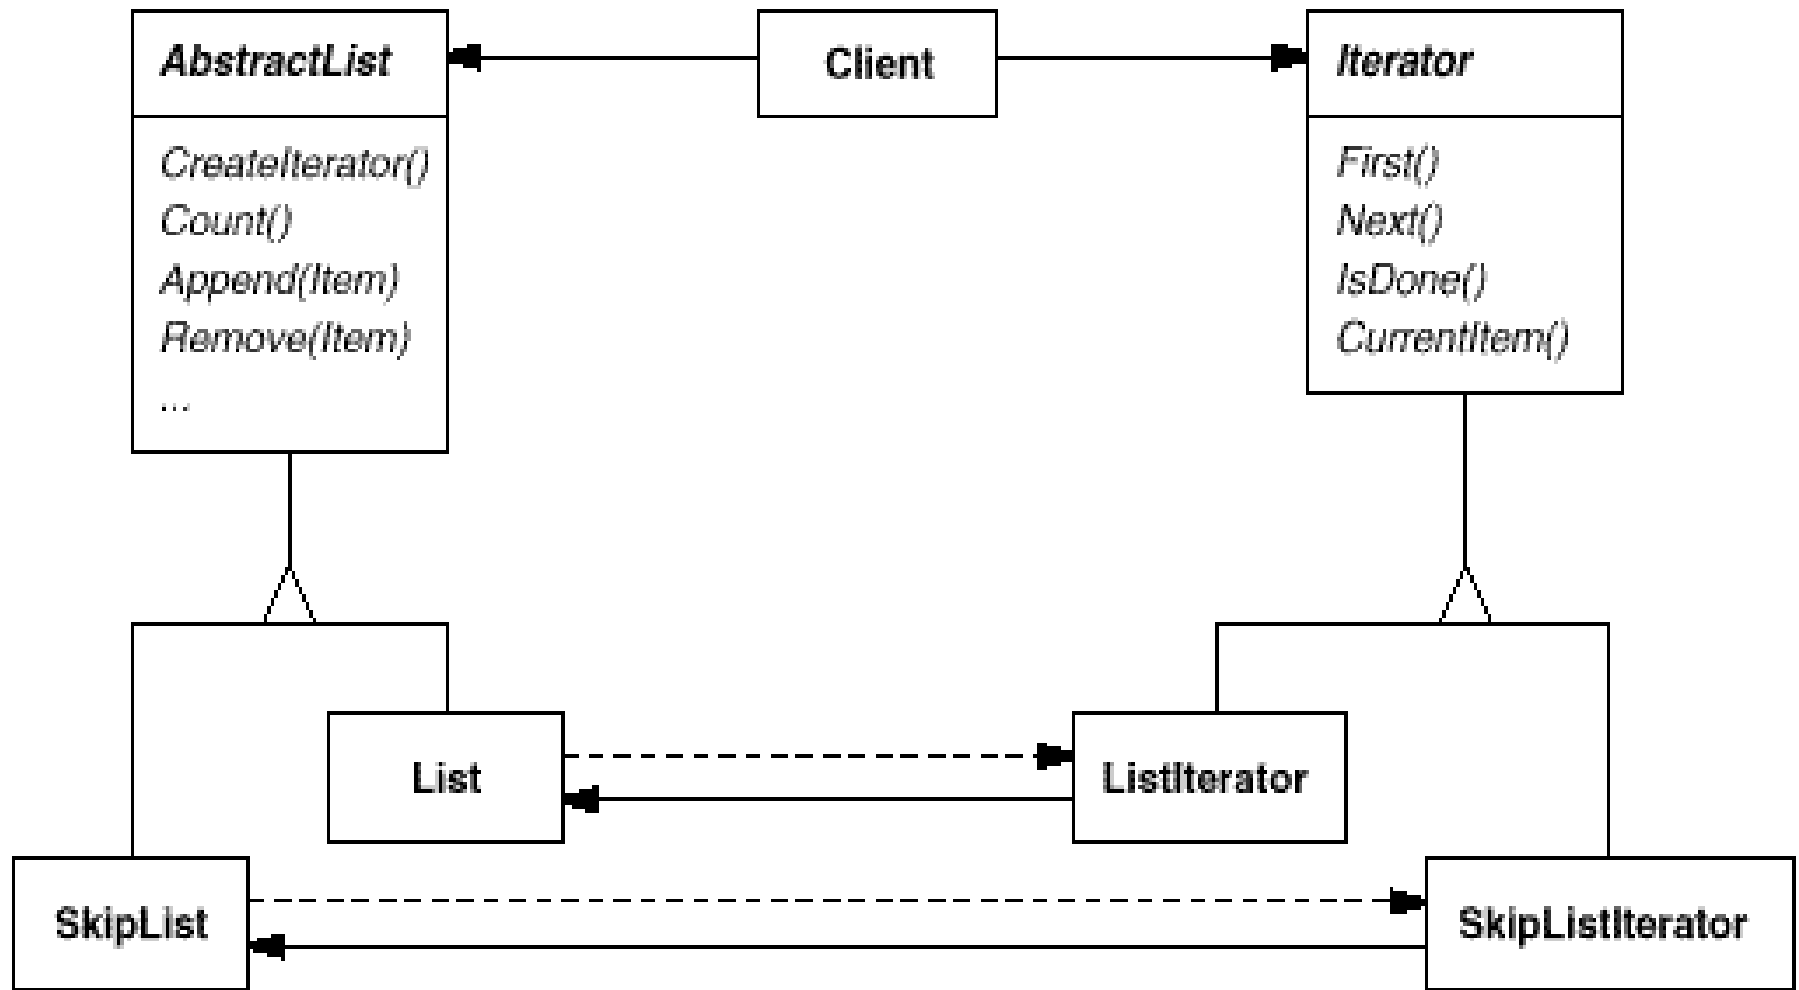 AbstractList
CreateIterator()
Count()
Append(Item)
Remove(Item)
...
Client
Iterator
First()
Next()
IsDone()
CurrentItem()
List
ListIterator
SkipList
SkipListIterator